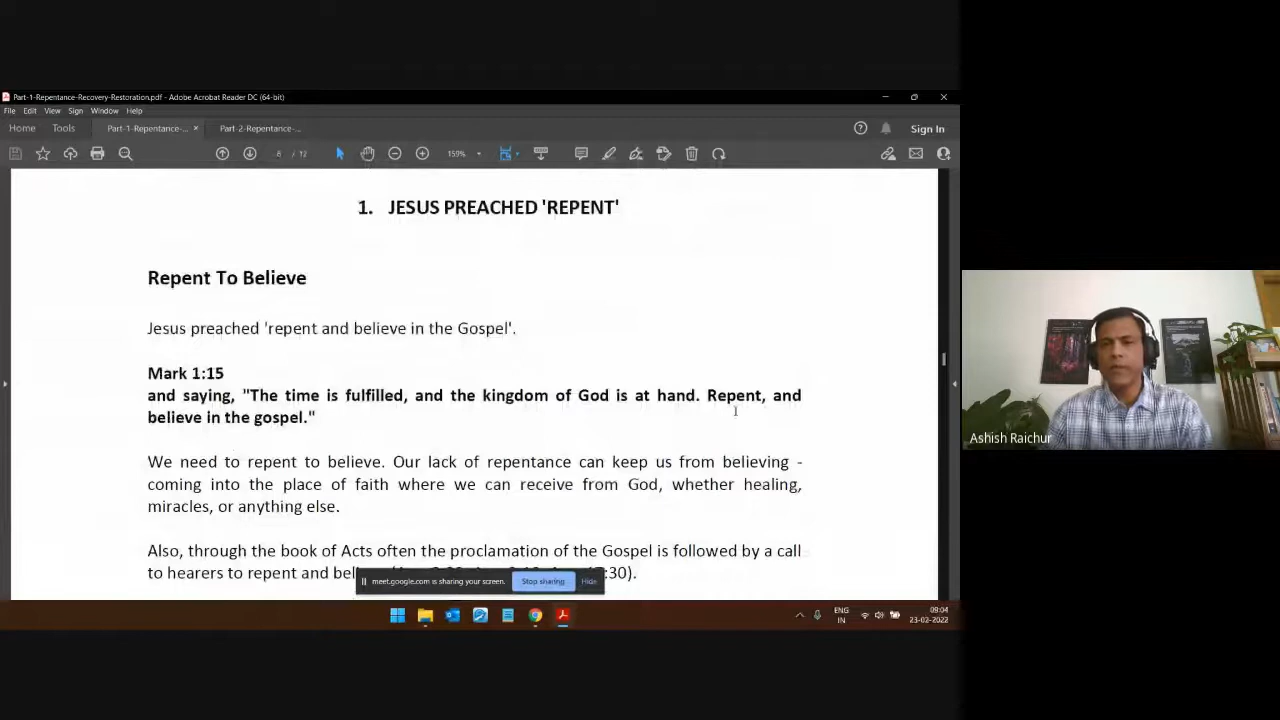 Part-1-Repentance-Recovery-Restoration.pdf - Adobe Acrobat Reader DC (64-bit)
File Edit View Sign Window Help
Home Tools Part-1-Repentance-... × Part-2-Repentance-...
Sign In
8 / 12 159%
1. JESUS PREACHED 'REPENT'
Repent To Believe
Jesus preached 'repent and believe in the Gospel'.
Mark 1:15
and saying, "The time is fulfilled, and the kingdom of God is at hand. Repent, and
believe in the gospel."
We need to repent to believe. Our lack of repentance can keep us from believing -
coming into the place of faith where we can receive from God, whether healing,
miracles, or anything else.
Also, through the book of Acts often the proclamation of the Gospel is followed by a call
to hearers to repent and :30).
meet.google.com is sharing your screen. Stop sharing Hide
Ashish Raichur
ENG
IN
09:04
23-02-2022